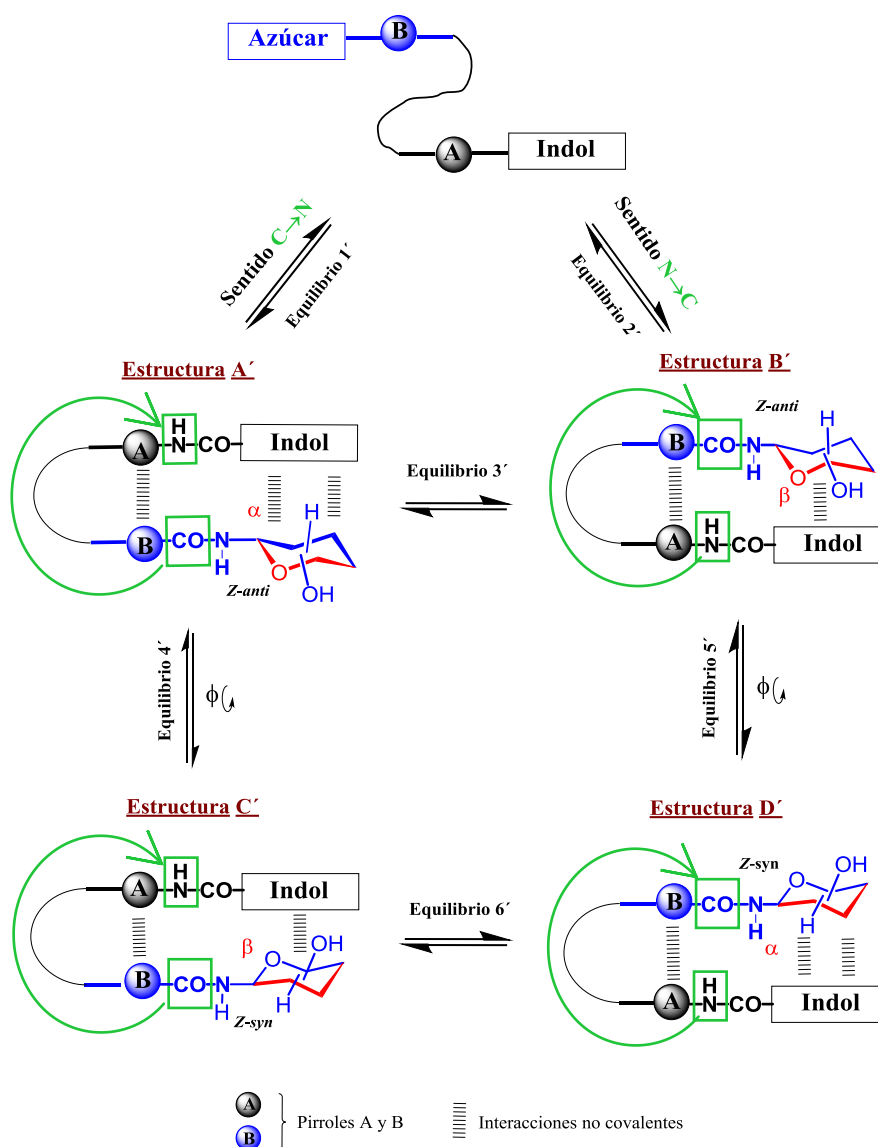 Azúcar
B
A
Indol
Sentido C→N
Equilibrio 1´
Sentido N→C
Equilibrio 2´
Estructura A´
A
H
N
CO
Indol
α
B
CO
N
H
O
H
OH
Z-anti
Equilibrio 3´
Estructura B´
Z-anti
B
CO
N
H
O
H
OH
β
A
H
N
CO
Indol
Equilibrio 4´
ϕ
Equilibrio 5´
ϕ
Estructura C´
A
H
N
CO
Indol
β
B
CO
N
H
O
OH
H
Z-syn
Equilibrio 6´
Estructura D´
Z-syn
B
CO
N
H
O
OH
H
α
A
H
N
CO
Indol
A
B
Pirroles A y B
Interacciones no covalentes